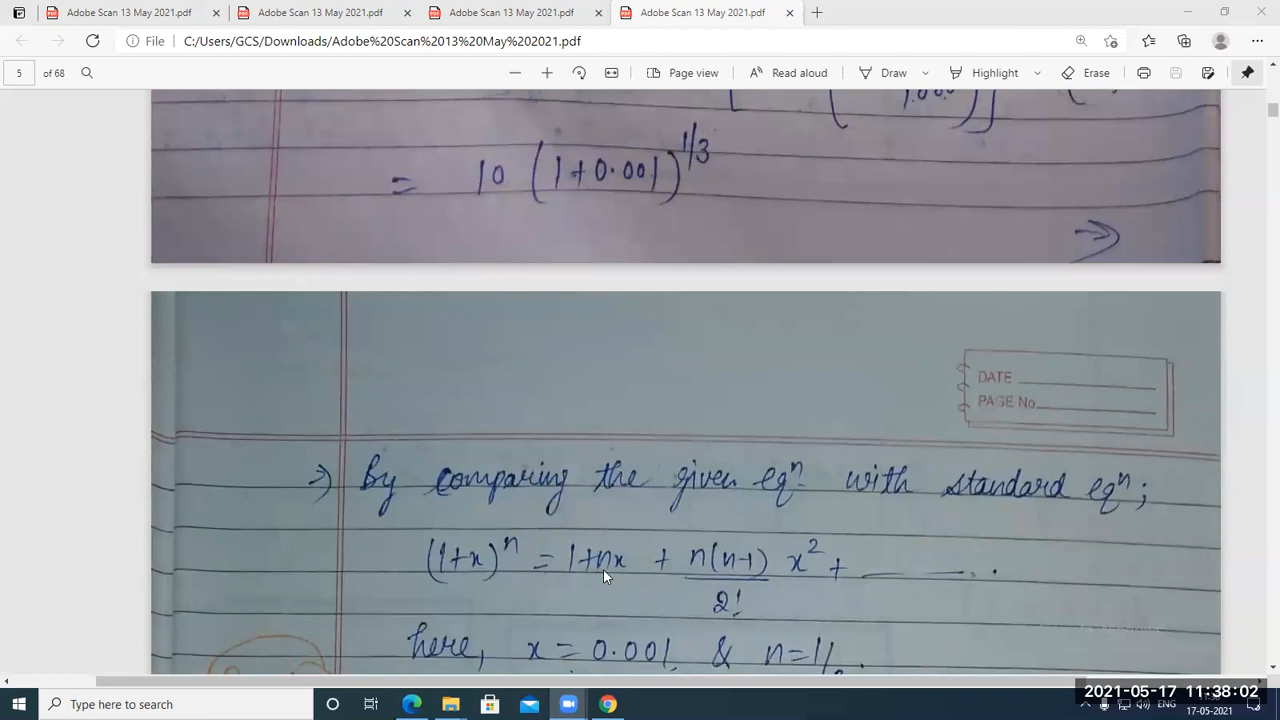 Adobe Scan 13 May 2021.pdf
Adobe Scan 13 May 2021.pdf
Adobe Scan 13 May 2021.pdf
Adobe Scan 13 May 2021.pdf
File C:/Users/GCS/Downloads/Adobe%20Scan%2013%20May%202021.pdf
5 of 68 Page view Read aloud Draw Highlight Erase
= 10 (1+0.001)^1/3
→
DATE
PAGE No.
⇒) By comparing the given eqⁿ with standard eqⁿ;
(1+x)ⁿ = 1+nx + n(n-1)/2! x² + _ _ . .
here, x = 0.001 & n=1/
2021-05-17 11:38:02
Type here to search
ENG
17-05-2021